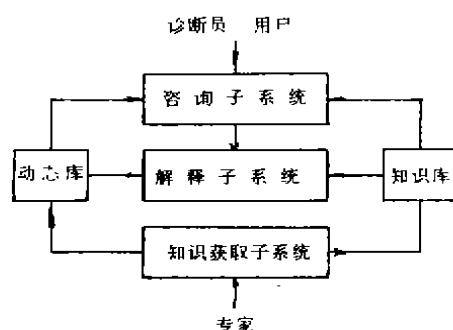 诊断员 用户
咨询子系统
动态库 解释子系统 知识库
知识获取子系统
专家